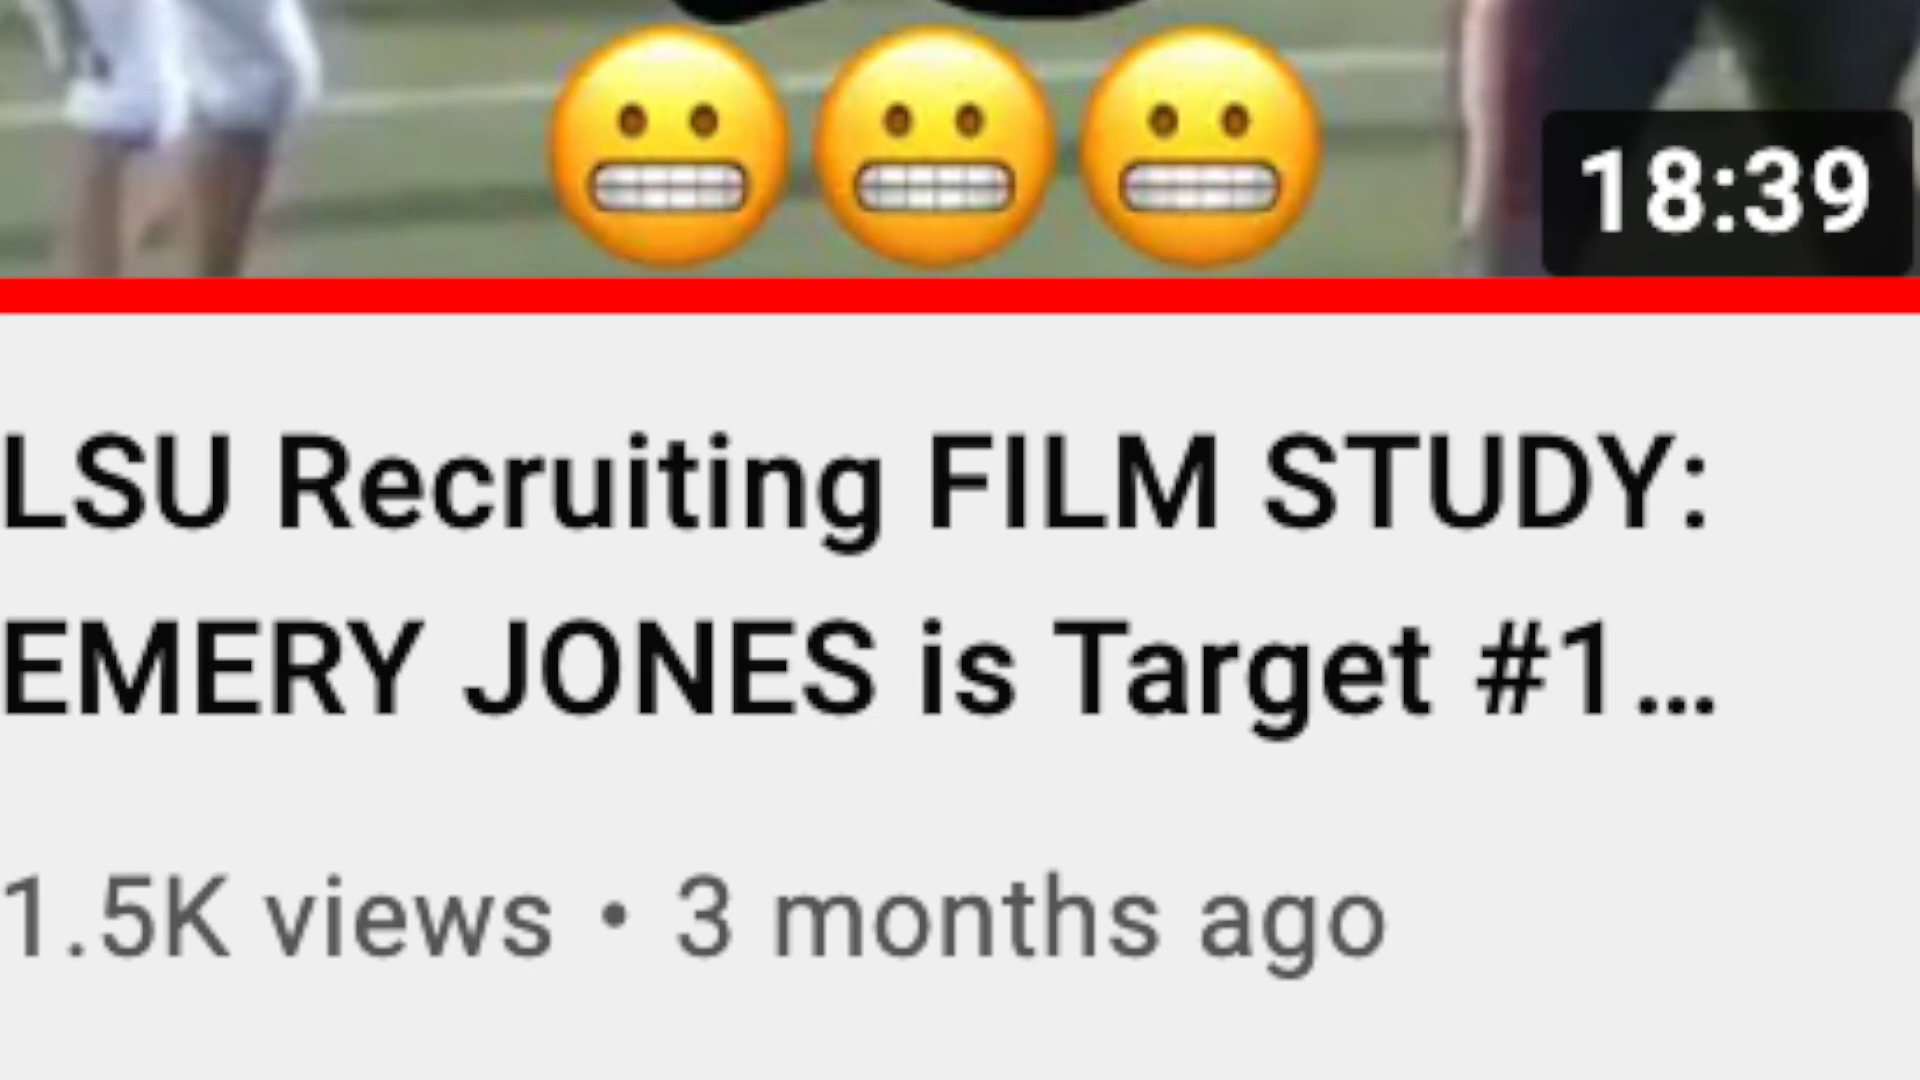 18:39
LSU Recruiting FILM STUDY:
EMERY JONES is Target #1...
1.5K views • 3 months ago